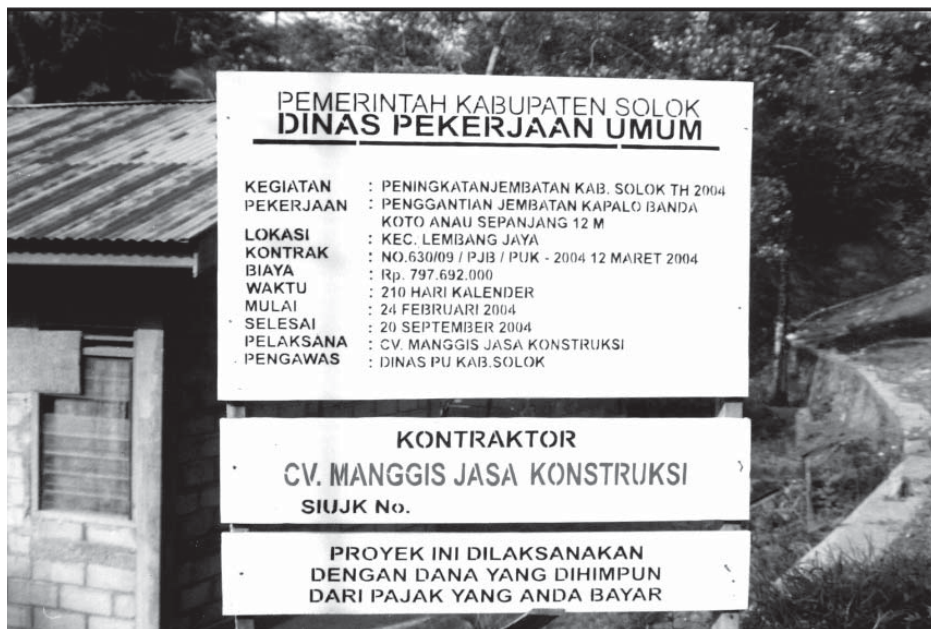 PEMERINTAH KABUPATEN SOLOK
DINAS PEKERJAAN UMUM
KEGIATAN : PENINGKATANJEMBATAN KAB. SOLOK TH 2004
PEKERJAAN : PENGGANTIAN JEMBATAN KAPALO BANDA
KOTO ANAU SEPANJANG 12 M
LOKASI : KEC. LEMBANG JAYA
KONTRAK : NO.630/09 / PJB / PUK - 2004 12 MARET 2004
BIAYA : Rp. 797.692.000
WAKTU : 210 HARI KALENDER
MULAI : 24 FEBRUARI 2004
SELESAI : 20 SEPTEMBER 2004
PELAKSANA : CV. MANGGIS JASA KONSTRUKSI
PENGAWAS : DINAS PU KAB.SOLOK
KONTRAKTOR
CV. MANGGIS JASA KONSTRUKSI
SIUJK No.
PROYEK INI DILAKSANAKAN
DENGAN DANA YANG DIHIMPUN
DARI PAJAK YANG ANDA BAYAR